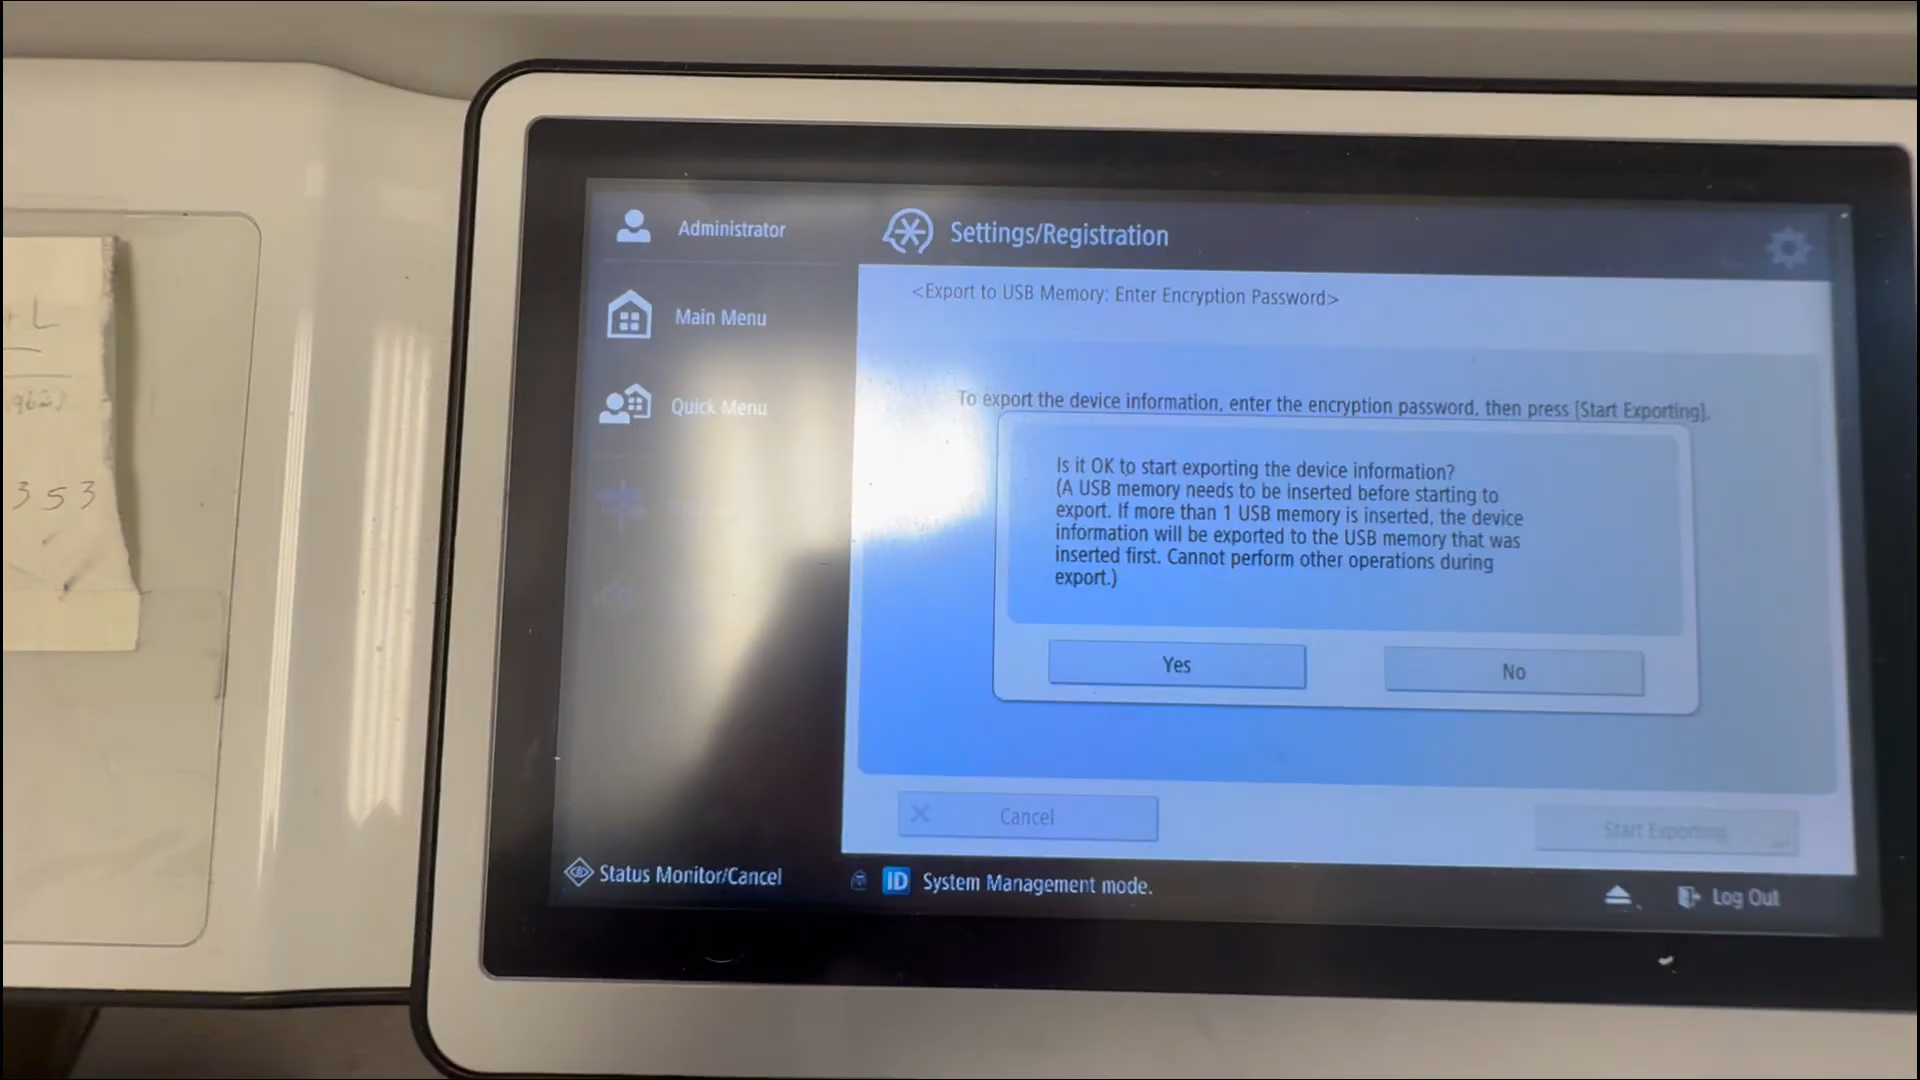 Administrator
Settings/Registration
Main Menu
<Export to USB Memory: Enter Encryption Password>
Quick Menu
To export the device information, enter the encryption password, then press [Start Exporting].
Is it OK to start exporting the device information?
(A USB memory needs to be inserted before starting to
export. If more than 1 USB memory is inserted, the device
information will be exported to the USB memory that was
inserted first. Cannot perform other operations during
export.)
Yes
No
Cancel
Start Exporting
Status Monitor/Cancel
ID System Management mode.
Log Out
L
962)
353